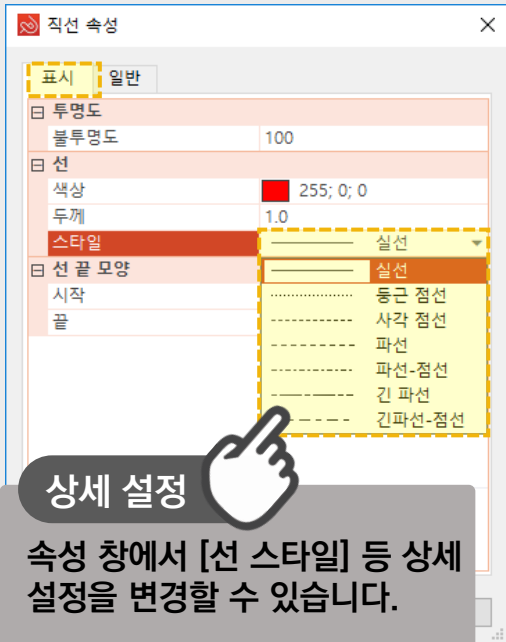 직선 속성
표시 일반
투명도
불투명도 100
선
색상 255; 0; 0
두께 1.0
스타일 실선
선 끝 모양 실선
시작 둥근 점선
끝 사각 점선
파선
파선-점선
긴 파선
긴파선-점선
상세 설정
속성 창에서 [선 스타일] 등 상세
설정을 변경할 수 있습니다.